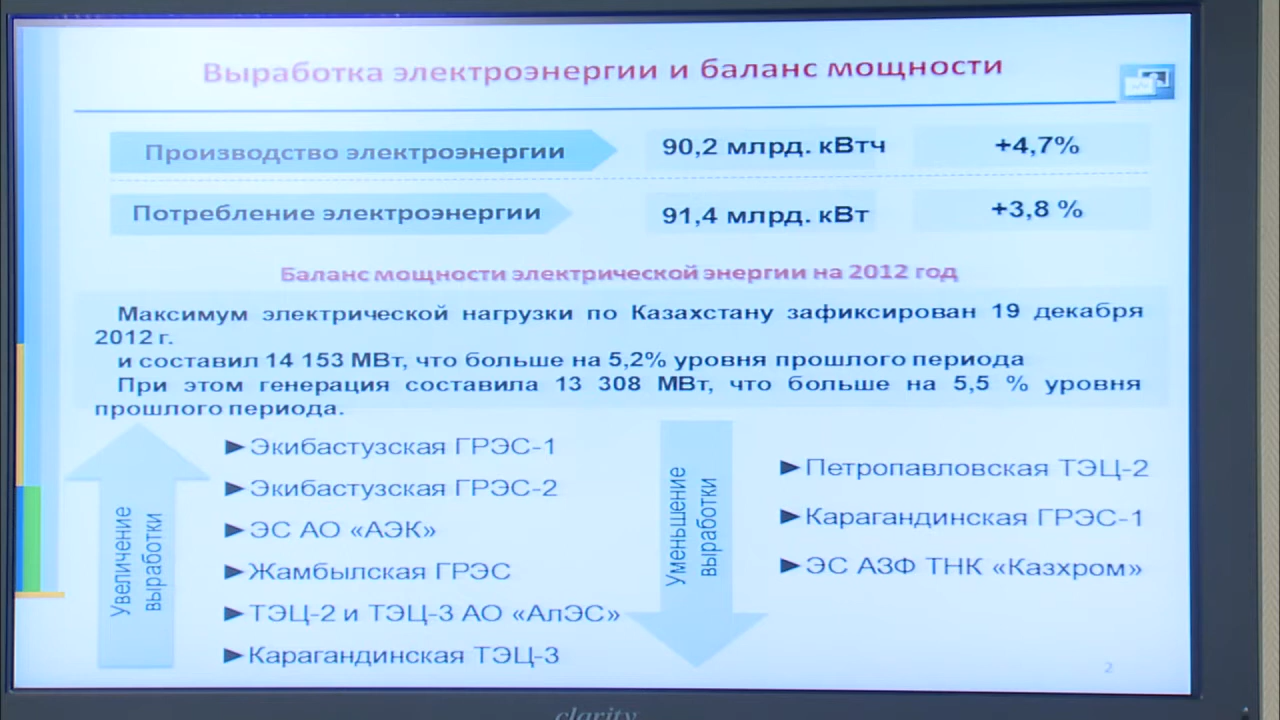 Выработка электроэнергии и баланс мощности
Производство электроэнергии 90,2 млрд. кВтч +4,7%
Потребление электроэнергии 91,4 млрд. кВт +3,8 %
Баланс мощности электрической энергии на 2012 год
Максимум электрической нагрузки по Казахстану зафиксирован 19 декабря
2012 г.
и составил 14 153 МВт, что больше на 5,2% уровня прошлого периода
При этом генерация составила 13 308 МВт, что больше на 5,5 % уровня
прошлого периода.
Увеличение
выработки
►Экибастузская ГРЭС-1
►Экибастузская ГРЭС-2
►ЭС АО «АЭК»
►Жамбылская ГРЭС
►ТЭЦ-2 и ТЭЦ-3 АО «АлЭС»
►Карагандинская ТЭЦ-3
Уменьшение
выработки
►Петропавловская ТЭЦ-2
►Карагандинская ГРЭС-1
►ЭС АЗФ ТНК «Казхром»
2
clarity